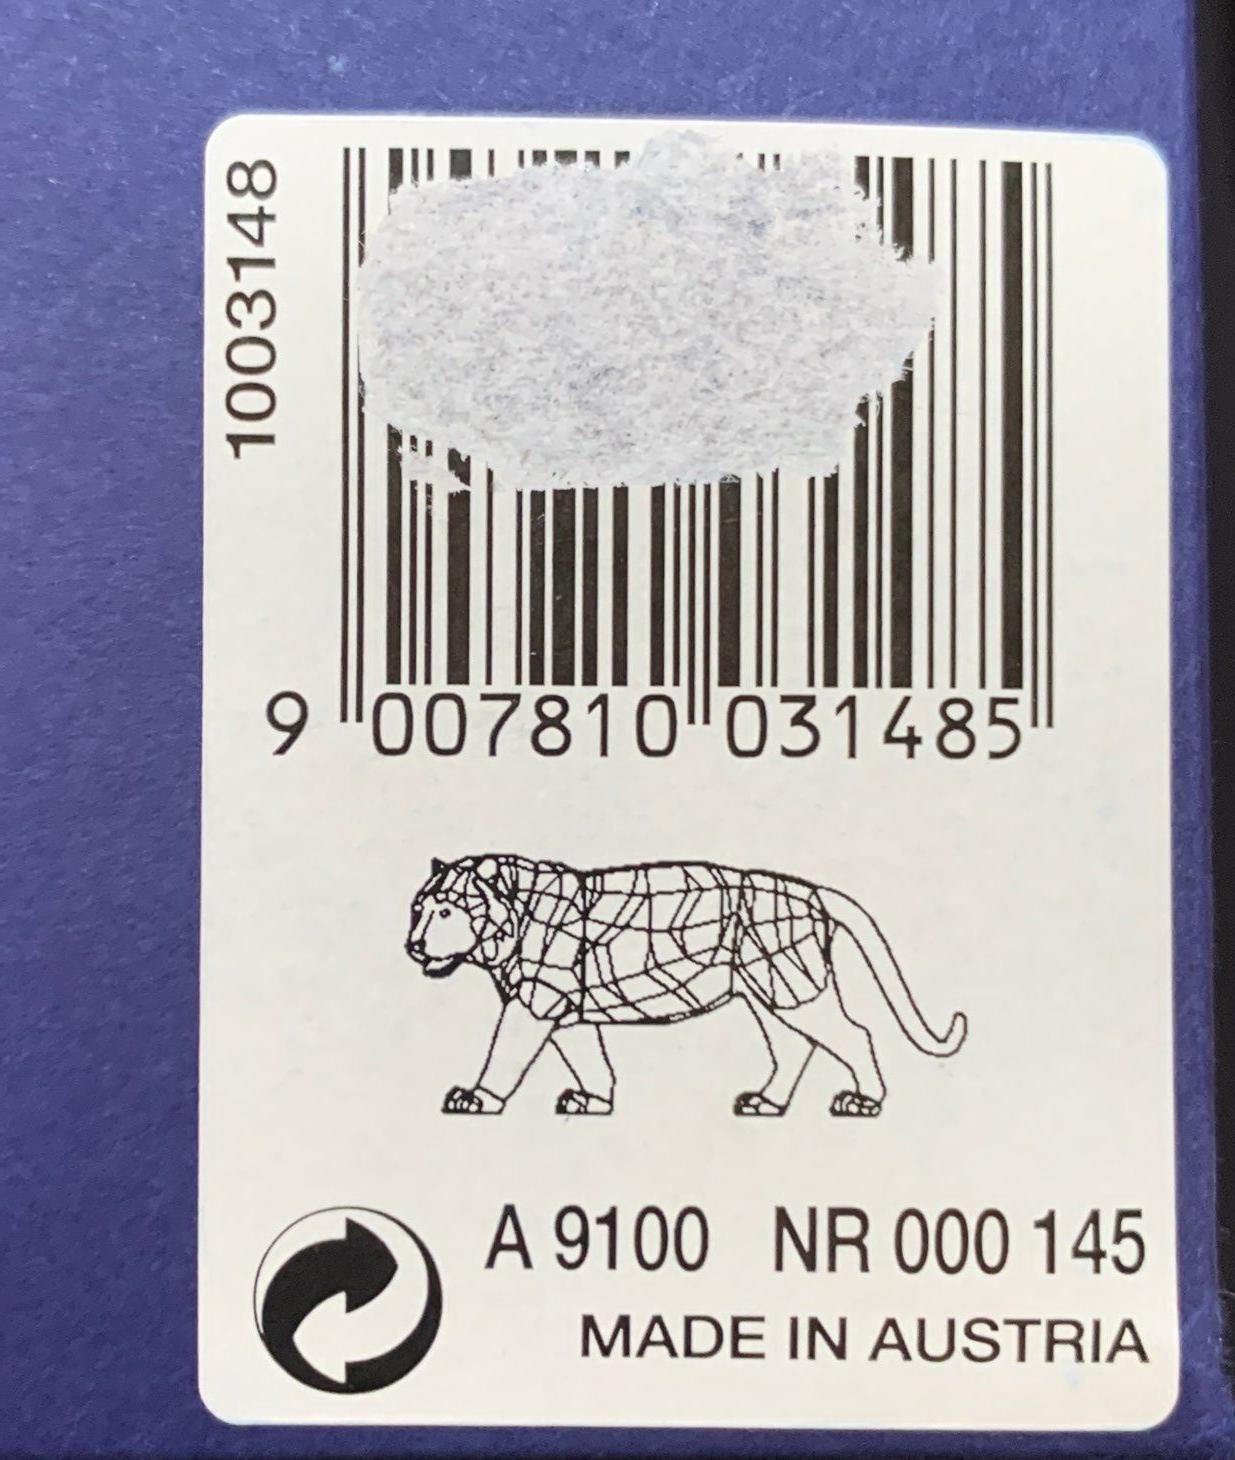 1003148
9 007810 031485
A 9100 NR 000 145
MADE IN AUSTRIA